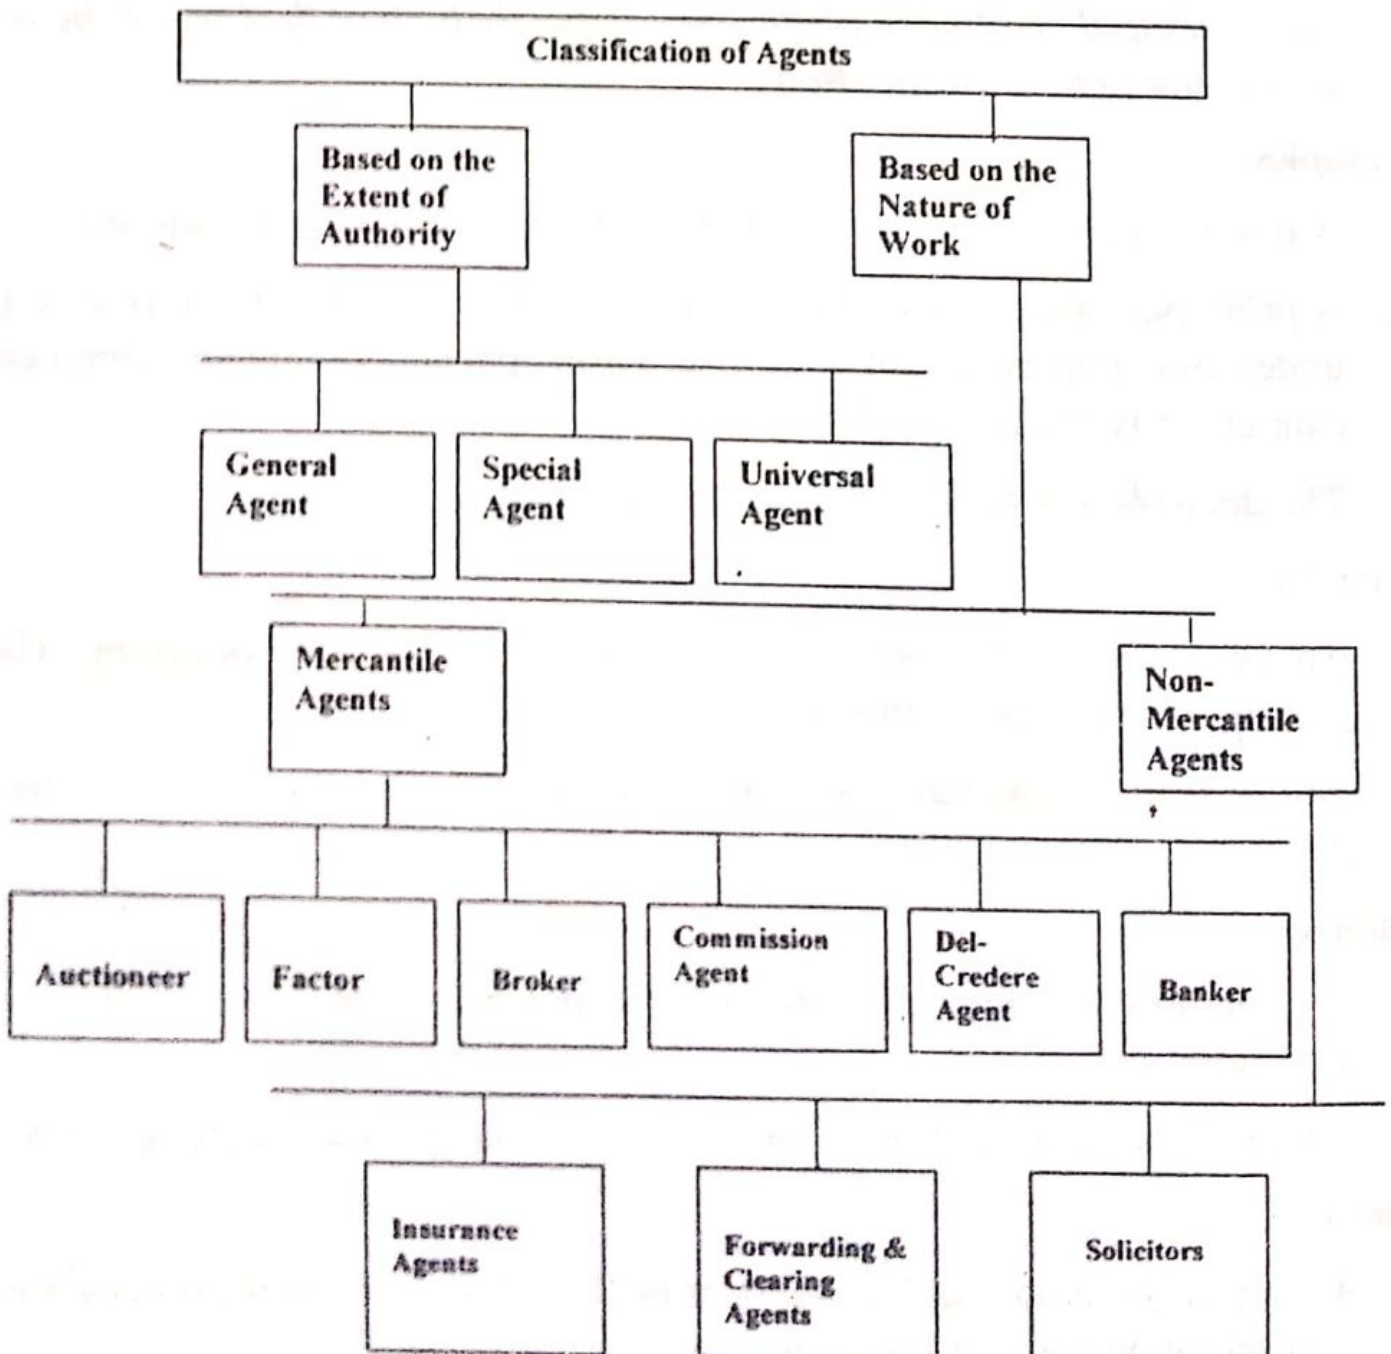 Classification of Agents
Based on the
Extent of
Authority
Based on the
Nature of
Work
General
Agent
Special
Agent
Universal
Agent
Mercantile
Agents
Non-
Mercantile
Agents
Auctioneer
Factor
Broker
Commission
Agent
Del-
Credere
Agent
Banker
Insurance
Agents
Forwarding &
Clearing
Agents
Solicitors